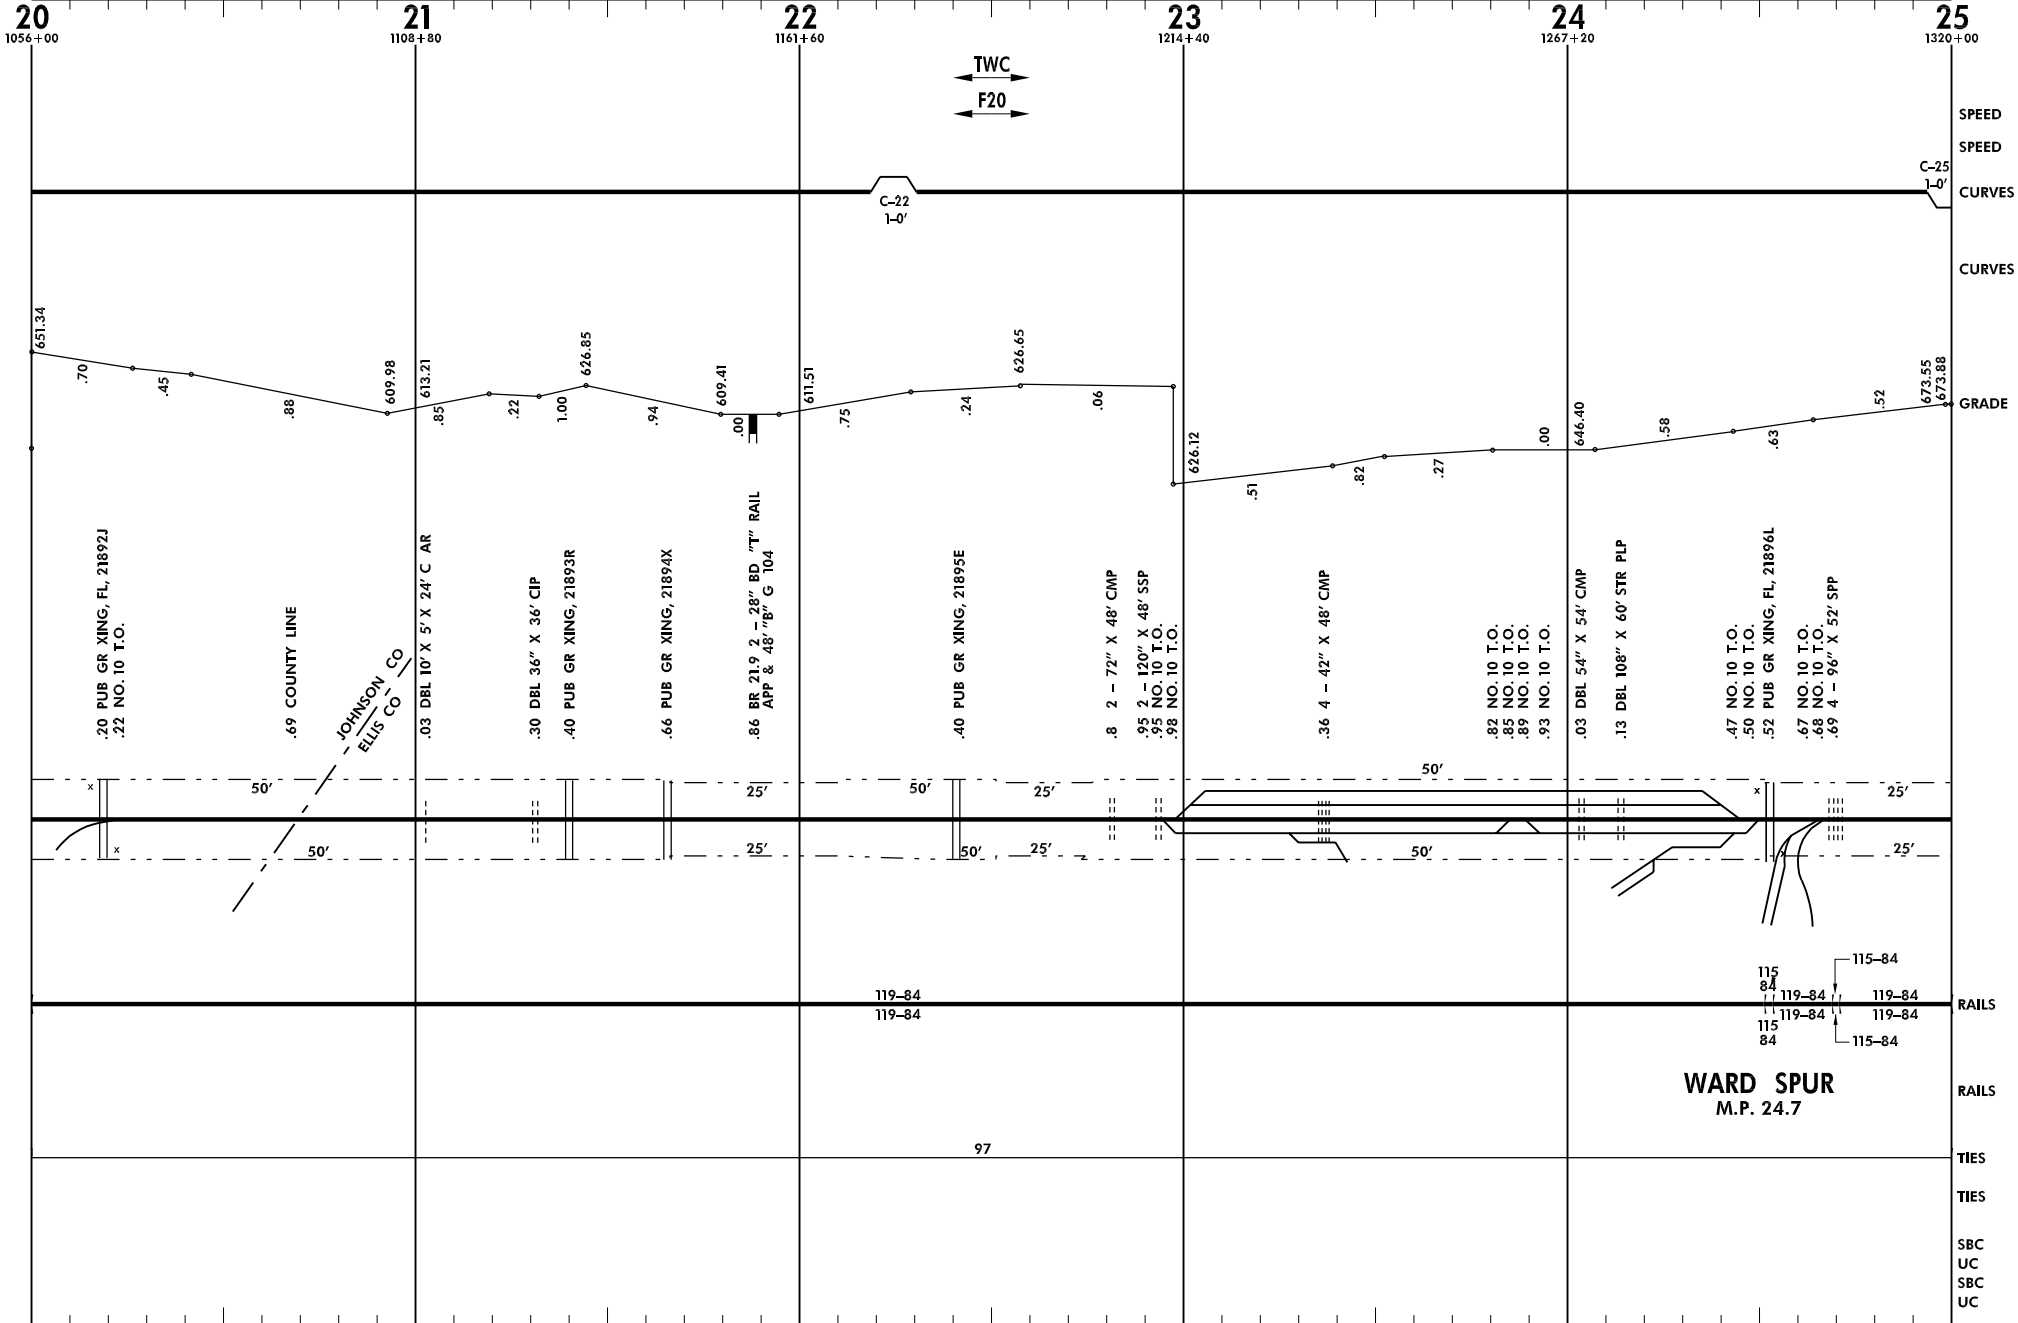 20 21 22 23 24 25
1056+00 1108+80 1161+60 1214+40 1267+20 1320+00
TWC
F20
SPEED
SPEED
C-25
1-0'
CURVES
C-22
1-0'
CURVES
651.34
.70
.45
.88
609.98
613.21
.85
.22
1.00
626.85
.94
609.41
.00
611.51
.75
.24
626.65
.06
626.12
.51
.82
.27
.00
646.40
.58
.63
.52
673.55
673.88
GRADE
.20 PUB GR XING, FL, 21892J
.22 NO. 10 T.O.
.69 COUNTY LINE
JOHNSON CO
ELLIS CO
.03 DBL 10' X 5' X 24' C AR
.30 DBL 36" X 36' CIP
.40 PUB GR XING, 21893R
.66 PUB GR XING, 21894X
.86 BR 21.9 2 - 28" BD "T" RAIL
APP & 48' "B" G 104
.40 PUB GR XING, 21895E
.8 2 - 72" X 48' CMP
.95 2 - 120" X 48' SSP
.95 NO. 10 T.O.
.98 NO. 10 T.O.
.36 4 - 42" X 48' CMP
.82 NO. 10 T.O.
.85 NO. 10 T.O.
.89 NO. 10 T.O.
.93 NO. 10 T.O.
.03 DBL 54" X 54' CMP
.13 DBL 108" X 60' STR PLP
.47 NO. 10 T.O.
.50 NO. 10 T.O.
.52 PUB GR XING, FL, 21896L
.67 NO. 10 T.O.
.68 NO. 10 T.O.
.69 4 - 96" X 52' SPP
x 50' 25' 50' 25' 50' x 25'
x 50' 25' 50' 25' 50' x 25'
115-84
115
84
119-84 119-84 119-84
RAILS
119-84 119-84 119-84
115
84
115-84
WARD SPUR
M.P. 24.7
RAILS
97
TIES
TIES
SBC
UC
SBC
UC